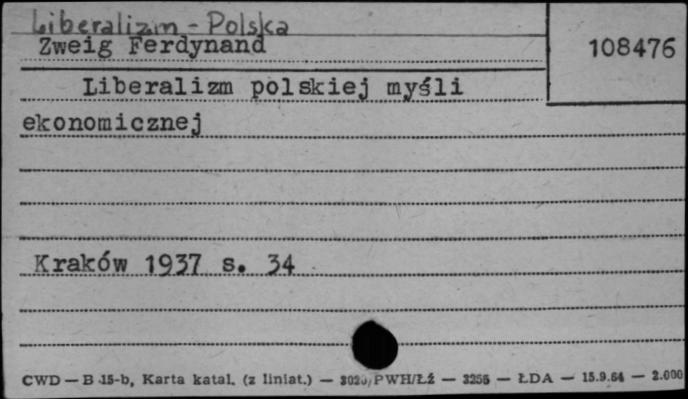 Liberalizm - Polska
Zweig Ferdynand
108476
Liberalizm polskiej myśli
ekonomicznej
Kraków 1937 s. 34
CWD — B 15-b, Karta katal. (z liniat.) — 3020/PWH/Łź — 3255 — ŁDA — 15.9.64 — 2.000